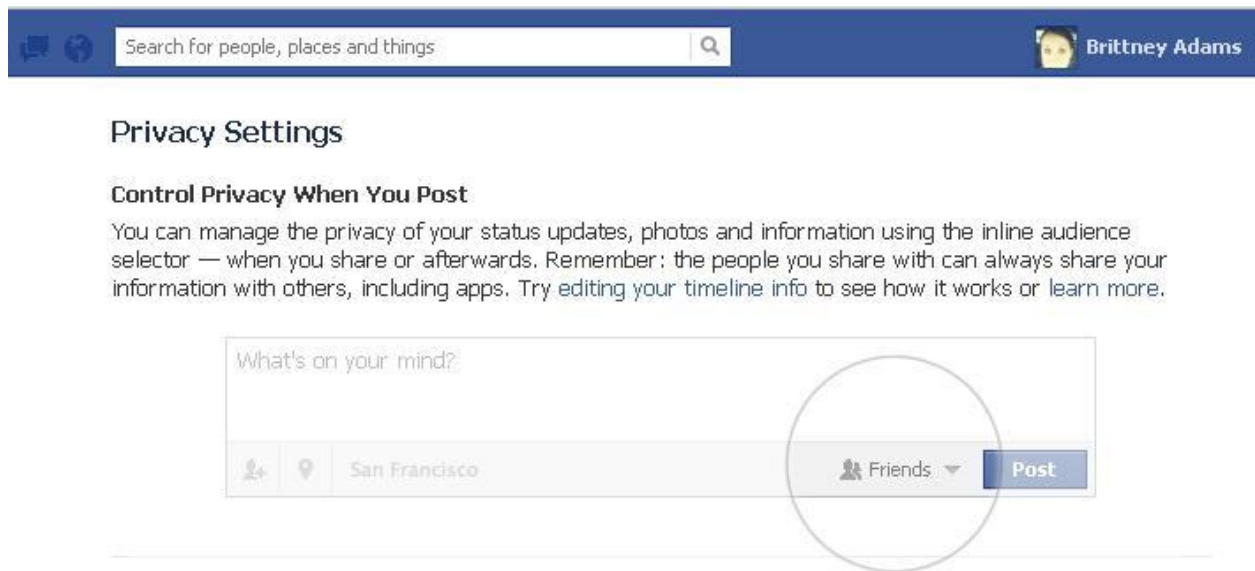 Search for people, places and things
Brittney Adams
Privacy Settings
Control Privacy When You Post
You can manage the privacy of your status updates, photos and information using the inline audience
selector — when you share or afterwards. Remember: the people you share with can always share your
information with others, including apps. Try editing your timeline info to see how it works or learn more.
What's on your mind?
San Francisco
Friends
Post